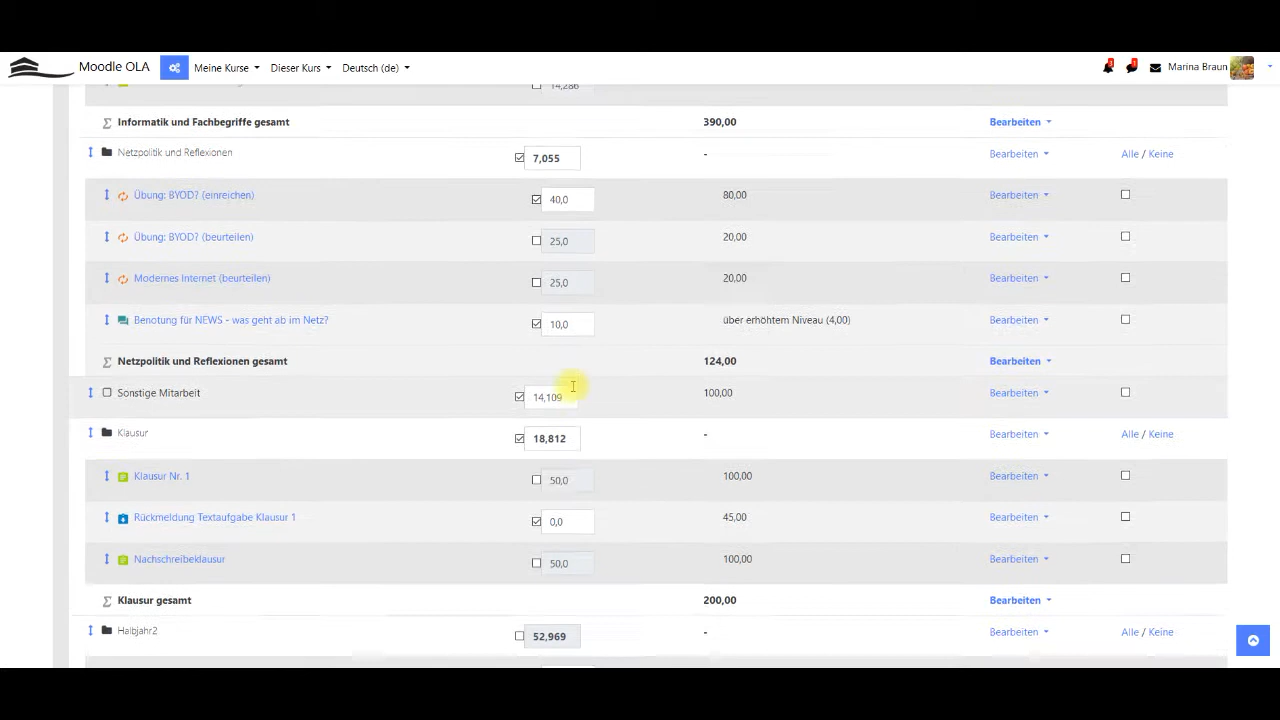 Moodle OLA Meine Kurse Dieser Kurs Deutsch (de) Marina Braun
14,286
Informatik und Fachbegriffe gesamt 390,00 Bearbeiten
Netzpolitik und Reflexionen 7,055 - Bearbeiten Alle / Keine
Übung: BYOD? (einreichen) 40,0 80,00 Bearbeiten
Übung: BYOD? (beurteilen) 25,0 20,00 Bearbeiten
Modernes Internet (beurteilen) 25,0 20,00 Bearbeiten
Benotung für NEWS - was geht ab im Netz? 10,0 über erhöhtem Niveau (4,00) Bearbeiten
Netzpolitik und Reflexionen gesamt 124,00 Bearbeiten
Sonstige Mitarbeit 14,109 100,00 Bearbeiten
Klausur 18,812 - Bearbeiten Alle / Keine
Klausur Nr. 1 50,0 100,00 Bearbeiten
Rückmeldung Textaufgabe Klausur 1 0,0 45,00 Bearbeiten
Nachschreibeklausur 50,0 100,00 Bearbeiten
Klausur gesamt 200,00 Bearbeiten
Halbjahr2 52,969 - Bearbeiten Alle / Keine